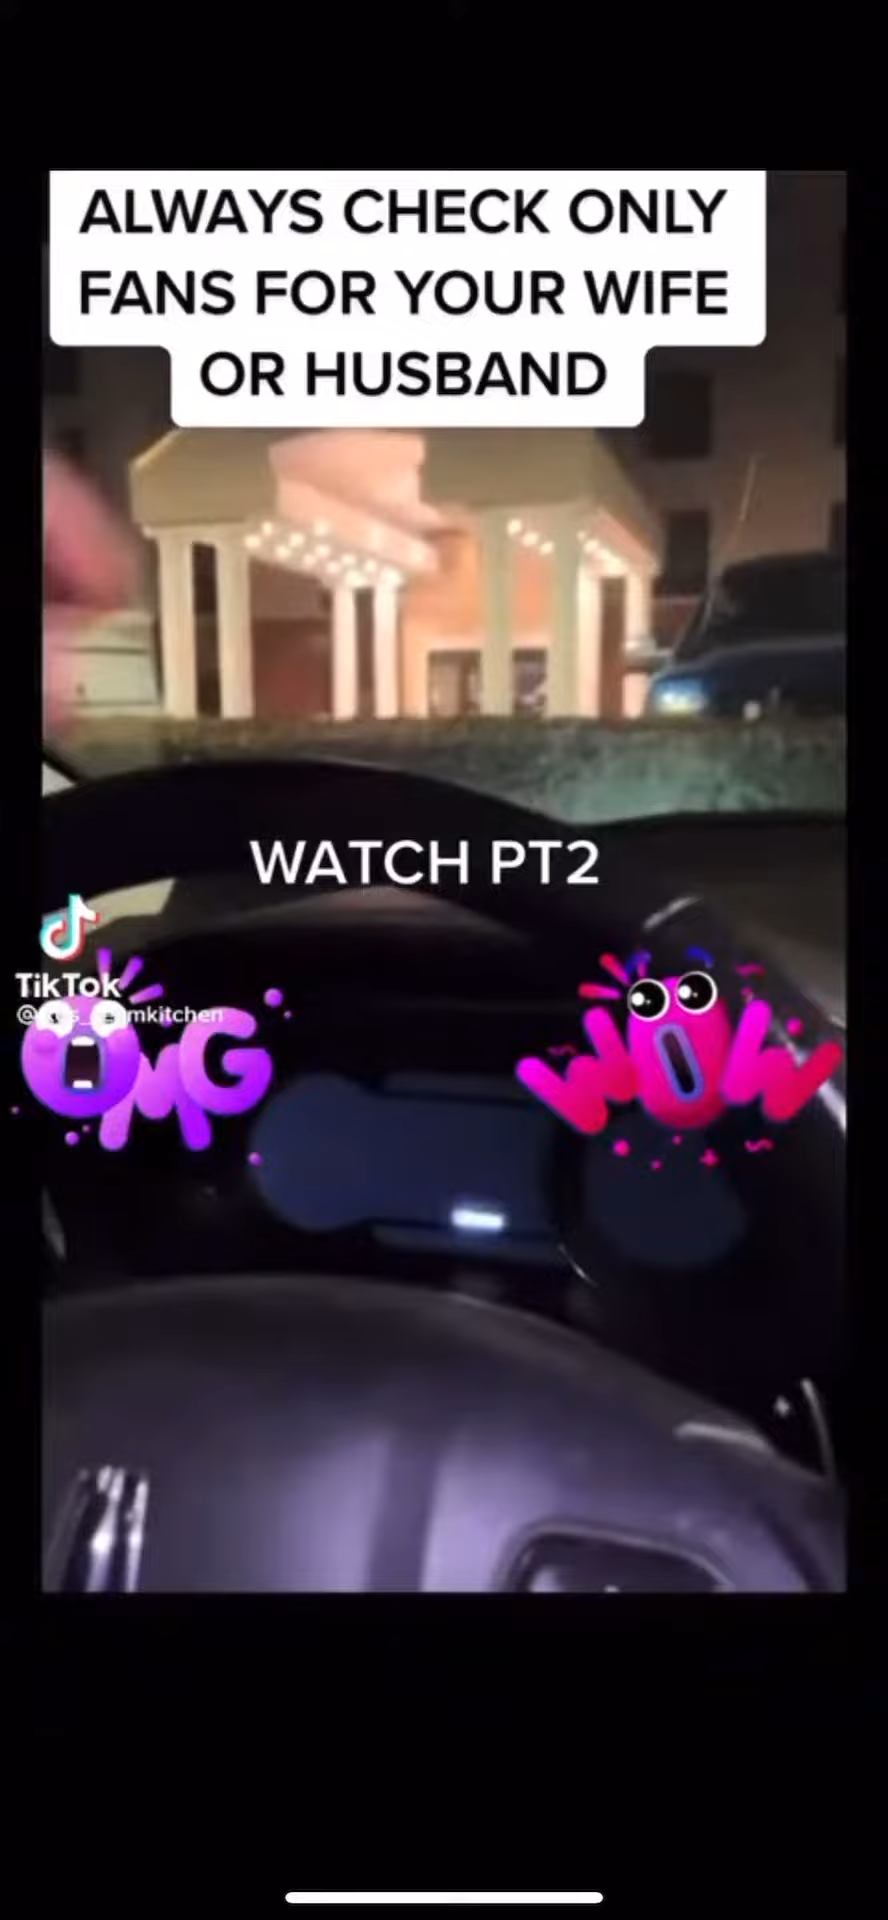 ALWAYS CHECK ONLY
FANS FOR YOUR WIFE
OR HUSBAND
WATCH PT2
TikTok
OMG
WOW